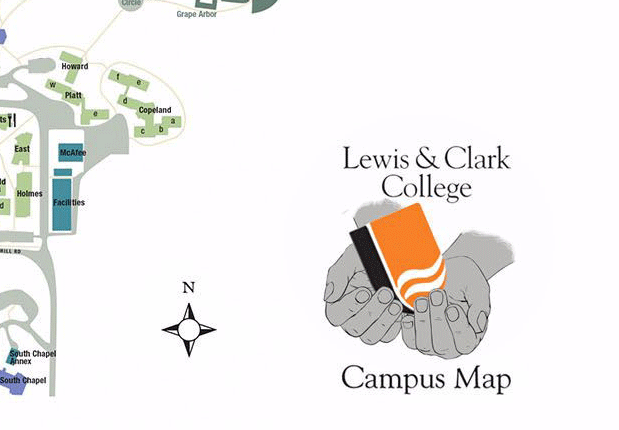 Circle
Grape Arbor
Howard
w
Platt
e
f
e
d
Copeland
a
b
c
East
McAfee
Holmes
Facilities
MILL RD
South Chapel
Annex
South Chapel
N
Lewis & Clark
College
Campus Map